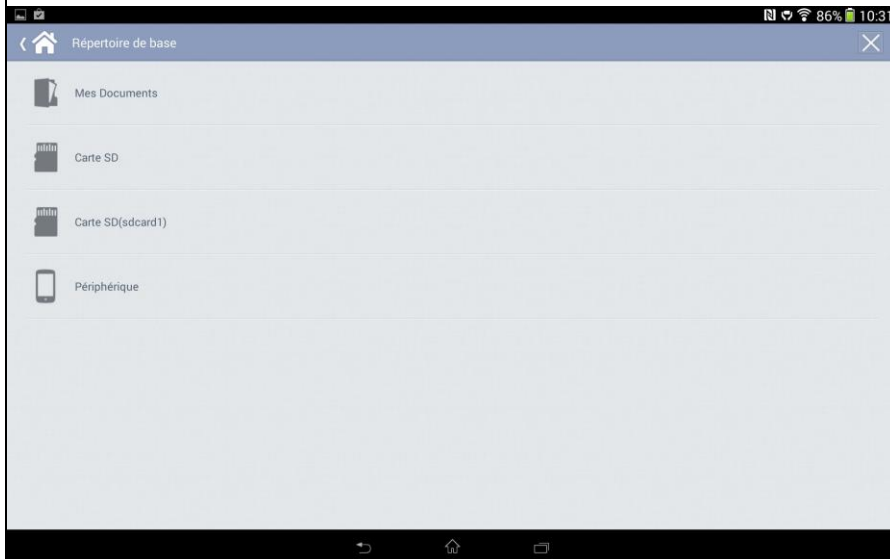 86% 10:31
Répertoire de base
Mes Documents
Carte SD
Carte SD(sdcard1)
Périphérique